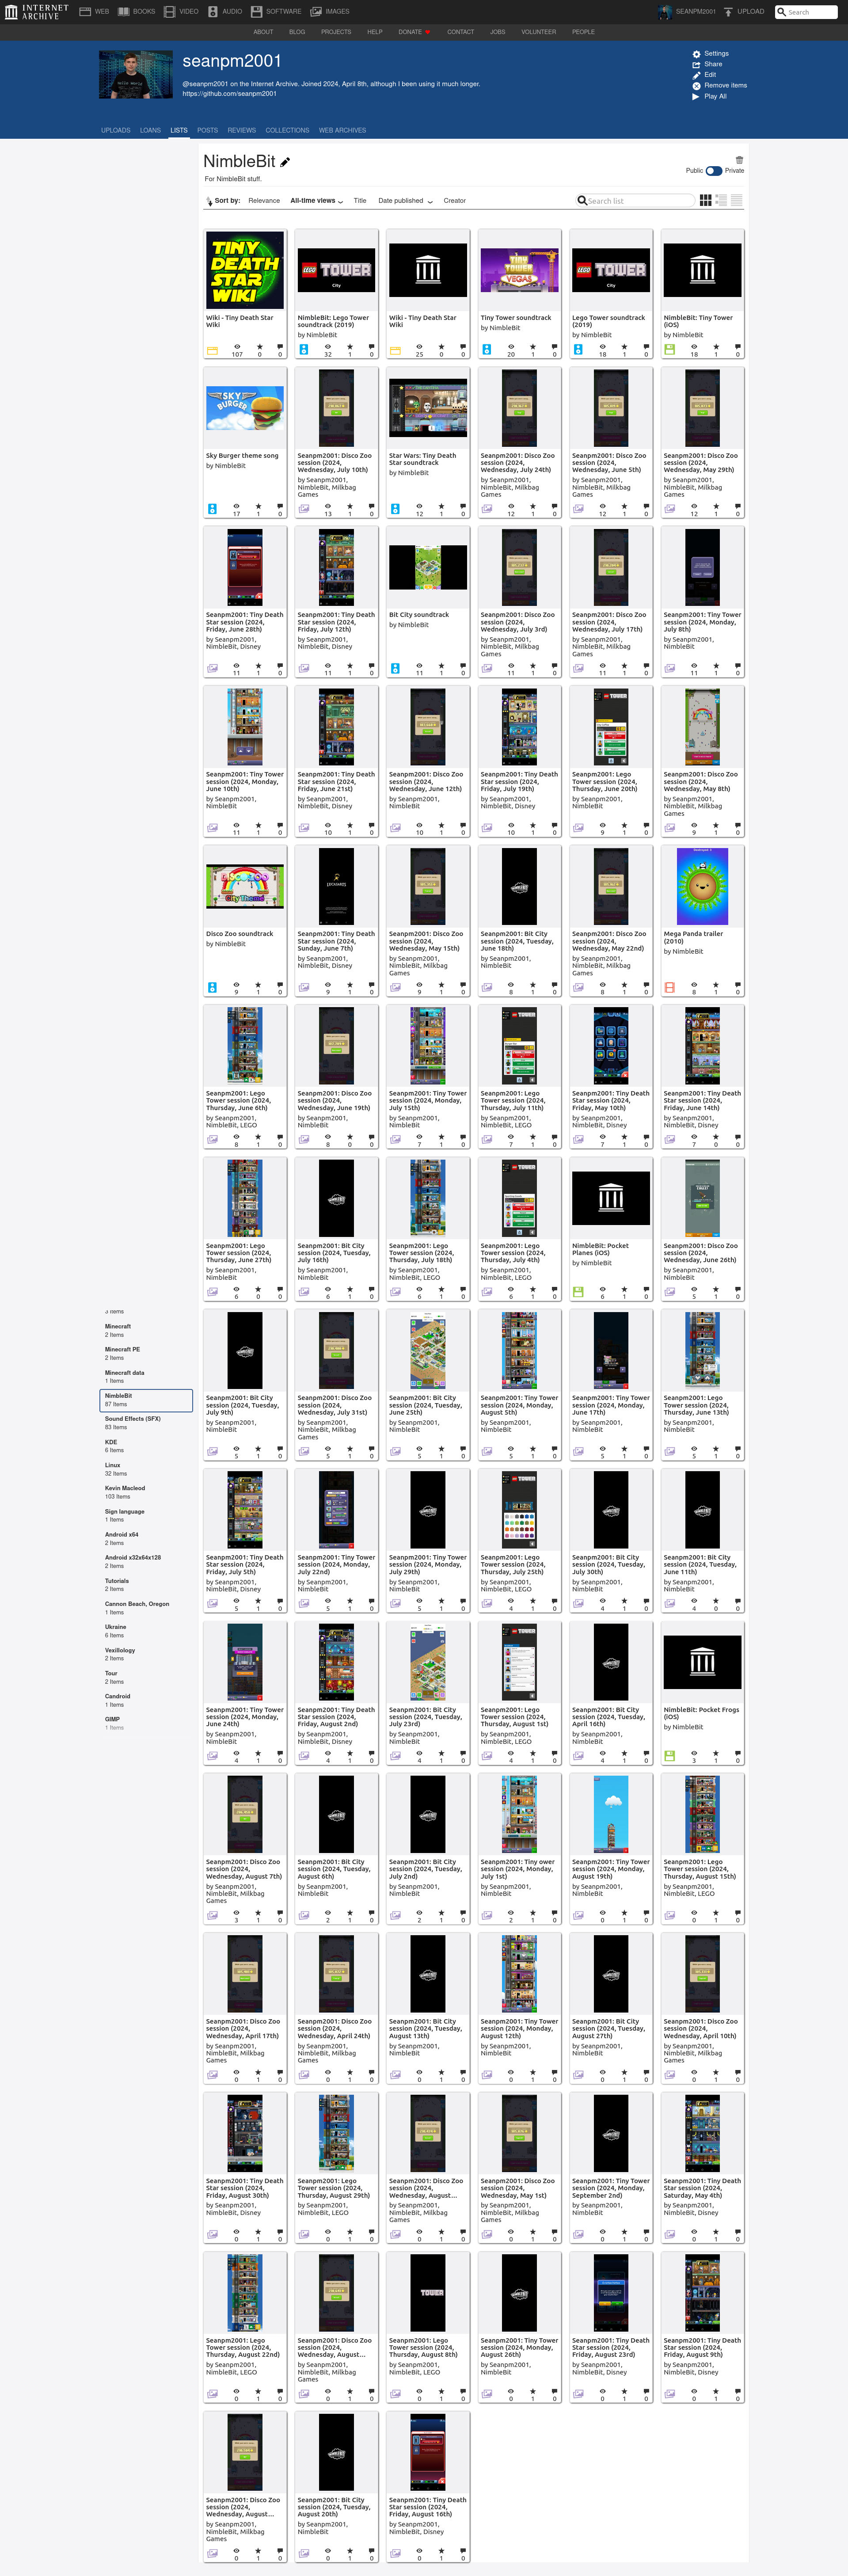 INTERNET
ARCHIVE
WEB
BOOKS
VIDEO
AUDIO
SOFTWARE
IMAGES
SEANPM2001
UPLOAD
Search
ABOUT
BLOG
PROJECTS
HELP
DONATE
CONTACT
JOBS
VOLUNTEER
PEOPLE
seanpm2001
@seanpm2001 on the Internet Archive. Joined 2024, April 8th, although I been using it much longer.
https://github.com/seanpm2001
Settings
Share
Edit
Remove items
Play All
UPLOADS
LOANS
LISTS
POSTS
REVIEWS
COLLECTIONS
WEB ARCHIVES
NimbleBit
For NimbleBit stuff.
Public
Private
Sort by:
Relevance
All-time views
Title
Date published
Creator
Search list
TINY
DEATH
STAR
WIKI
Wiki - Tiny Death Star
Wiki
107 0 0
LEGO TOWER
City
NimbleBit: Lego Tower
soundtrack (2019)
by NimbleBit
32 1 0
Wiki - Tiny Death Star
Wiki
25 0 0
TINY
TOWER
VEGAS
Tiny Tower soundtrack
by NimbleBit
20 1 0
LEGO TOWER
City
Lego Tower soundtrack
(2019)
by NimbleBit
18 1 0
NimbleBit: Tiny Tower
(iOS)
by NimbleBit
18 1 0
SKY
BURGER
Sky Burger theme song
by NimbleBit
17 1 0
Seanpm2001: Disco Zoo
session (2024,
Wednesday, July 10th)
by Seanpm2001,
NimbleBit, Milkbag
Games
13 1 0
Star Wars: Tiny Death
Star soundtrack
by NimbleBit
12 1 0
Seanpm2001: Disco Zoo
session (2024,
Wednesday, July 24th)
by Seanpm2001,
NimbleBit, Milkbag
Games
12 1 0
Seanpm2001: Disco Zoo
session (2024,
Wednesday, June 5th)
by Seanpm2001,
NimbleBit, Milkbag
Games
12 1 0
Seanpm2001: Disco Zoo
session (2024,
Wednesday, May 29th)
by Seanpm2001,
NimbleBit, Milkbag
Games
12 1 0
Seanpm2001: Tiny Death
Star session (2024,
Friday, June 28th)
by Seanpm2001,
NimbleBit, Disney
11 1 0
Seanpm2001: Tiny Death
Star session (2024,
Friday, July 12th)
by Seanpm2001,
NimbleBit, Disney
11 1 0
Bit City soundtrack
by NimbleBit
11 1 0
Seanpm2001: Disco Zoo
session (2024,
Wednesday, July 3rd)
by Seanpm2001,
NimbleBit, Milkbag
Games
11 1 0
Seanpm2001: Disco Zoo
session (2024,
Wednesday, July 17th)
by Seanpm2001,
NimbleBit, Milkbag
Games
11 1 0
Seanpm2001: Tiny Tower
session (2024, Monday,
July 8th)
by Seanpm2001,
NimbleBit
11 1 0
Seanpm2001: Tiny Tower
session (2024, Monday,
June 10th)
by Seanpm2001,
NimbleBit
11 1 0
Seanpm2001: Tiny Death
Star session (2024,
Friday, June 21st)
by Seanpm2001,
NimbleBit, Disney
10 1 0
Seanpm2001: Disco Zoo
session (2024,
Wednesday, June 12th)
by Seanpm2001,
NimbleBit
10 1 0
Seanpm2001: Tiny Death
Star session (2024,
Friday, July 19th)
by Seanpm2001,
NimbleBit, Disney
10 1 0
TOWER
Seanpm2001: Lego
Tower session (2024,
Thursday, June 20th)
by Seanpm2001,
NimbleBit
9 1 0
Seanpm2001: Disco Zoo
session (2024,
Wednesday, May 8th)
by Seanpm2001,
NimbleBit, Milkbag
Games
9 1 0
Disco Zoo soundtrack
by NimbleBit
9 1 0
LUCASARTS
Seanpm2001: Tiny Death
Star session (2024,
Sunday, June 7th)
by Seanpm2001,
NimbleBit, Disney
9 1 0
Seanpm2001: Disco Zoo
session (2024,
Wednesday, May 15th)
by Seanpm2001,
NimbleBit, Milkbag
Games
9 1 0
Seanpm2001: Bit City
session (2024, Tuesday,
June 18th)
by Seanpm2001,
NimbleBit
8 1 0
Seanpm2001: Disco Zoo
session (2024,
Wednesday, May 22nd)
by Seanpm2001,
NimbleBit, Milkbag
Games
8 1 0
Mega Panda trailer
(2010)
by NimbleBit
8 1 0
Seanpm2001: Lego
Tower session (2024,
Thursday, June 6th)
by Seanpm2001,
NimbleBit, LEGO
8 1 0
Seanpm2001: Disco Zoo
session (2024,
Wednesday, June 19th)
by Seanpm2001,
NimbleBit
8 0 0
Seanpm2001: Tiny Tower
session (2024, Monday,
July 15th)
by Seanpm2001,
NimbleBit
7 1 0
TOWER
Seanpm2001: Lego
Tower session (2024,
Thursday, July 11th)
by Seanpm2001,
NimbleBit, LEGO
7 1 0
Seanpm2001: Tiny Death
Star session (2024,
Friday, May 10th)
by Seanpm2001,
NimbleBit, Disney
7 1 0
Seanpm2001: Tiny Death
Star session (2024,
Friday, June 14th)
by Seanpm2001,
NimbleBit, Disney
7 0 0
Seanpm2001: Lego
Tower session (2024,
Thursday, June 27th)
by Seanpm2001,
NimbleBit
6 0 0
Seanpm2001: Bit City
session (2024, Tuesday,
July 16th)
by Seanpm2001,
NimbleBit
6 1 0
Seanpm2001: Lego
Tower session (2024,
Thursday, July 18th)
by Seanpm2001,
NimbleBit, LEGO
6 1 0
TOWER
Seanpm2001: Lego
Tower session (2024,
Thursday, July 4th)
by Seanpm2001,
NimbleBit, LEGO
6 1 0
NimbleBit: Pocket
Planes (iOS)
by NimbleBit
6 1 0
Seanpm2001: Disco Zoo
session (2024,
Wednesday, June 26th)
by Seanpm2001,
NimbleBit
5 1 0
3 Items
Minecraft
2 Items
Minecraft PE
2 Items
Minecraft data
1 Items
NimbleBit
87 Items
Sound Effects (SFX)
83 Items
KDE
6 Items
Linux
32 Items
Kevin Macleod
103 Items
Sign language
1 Items
Android x64
2 Items
Android x32x64x128
2 Items
Tutorials
2 Items
Cannon Beach, Oregon
1 Items
Ukraine
6 Items
Vexillology
2 Items
Tour
2 Items
Candroid
1 Items
GIMP
1 Items
Seanpm2001: Bit City
session (2024, Tuesday,
July 9th)
by Seanpm2001,
NimbleBit
5 1 0
Seanpm2001: Disco Zoo
session (2024,
Wednesday, July 31st)
by Seanpm2001,
NimbleBit, Milkbag
Games
5 1 0
Seanpm2001: Bit City
session (2024, Tuesday,
June 25th)
by Seanpm2001,
NimbleBit
5 1 0
Seanpm2001: Tiny Tower
session (2024, Monday,
August 5th)
by Seanpm2001,
NimbleBit
5 1 0
Seanpm2001: Tiny Tower
session (2024, Monday,
June 17th)
by Seanpm2001,
NimbleBit
5 1 0
Seanpm2001: Lego
Tower session (2024,
Thursday, June 13th)
by Seanpm2001,
NimbleBit
5 1 0
Seanpm2001: Tiny Death
Star session (2024,
Friday, July 5th)
by Seanpm2001,
NimbleBit, Disney
5 1 0
Seanpm2001: Tiny Tower
session (2024, Monday,
July 22nd)
by Seanpm2001,
NimbleBit
5 1 0
Seanpm2001: Tiny Tower
session (2024, Monday,
July 29th)
by Seanpm2001,
NimbleBit
5 1 0
TOWER
Seanpm2001: Lego
Tower session (2024,
Thursday, July 25th)
by Seanpm2001,
NimbleBit, LEGO
4 1 0
Seanpm2001: Bit City
session (2024, Tuesday,
July 30th)
by Seanpm2001,
NimbleBit
4 1 0
Seanpm2001: Bit City
session (2024, Tuesday,
June 11th)
by Seanpm2001,
NimbleBit
4 0 0
Seanpm2001: Tiny Tower
session (2024, Monday,
June 24th)
by Seanpm2001,
NimbleBit
4 1 0
Seanpm2001: Tiny Death
Star session (2024,
Friday, August 2nd)
by Seanpm2001,
NimbleBit, Disney
4 1 0
Seanpm2001: Bit City
session (2024, Tuesday,
July 23rd)
by Seanpm2001,
NimbleBit
4 1 0
TOWER
Seanpm2001: Lego
Tower session (2024,
Thursday, August 1st)
by Seanpm2001,
NimbleBit, LEGO
4 1 0
Seanpm2001: Bit City
session (2024, Tuesday,
April 16th)
by Seanpm2001,
NimbleBit
4 1 0
NimbleBit: Pocket Frogs
(iOS)
by NimbleBit
3 1 0
Seanpm2001: Disco Zoo
session (2024,
Wednesday, August 7th)
by Seanpm2001,
NimbleBit, Milkbag
Games
3 1 0
Seanpm2001: Bit City
session (2024, Tuesday,
August 6th)
by Seanpm2001,
NimbleBit
2 1 0
Seanpm2001: Bit City
session (2024, Tuesday,
July 2nd)
by Seanpm2001,
NimbleBit
2 1 0
Seanpm2001: Tiny ower
session (2024, Monday,
July 1st)
by Seanpm2001,
NimbleBit
2 1 0
Seanpm2001: Tiny Tower
session (2024, Monday,
August 19th)
by Seanpm2001,
NimbleBit
0 1 0
Seanpm2001: Lego
Tower session (2024,
Thursday, August 15th)
by Seanpm2001,
NimbleBit, LEGO
0 1 0
Seanpm2001: Disco Zoo
session (2024,
Wednesday, April 17th)
by Seanpm2001,
NimbleBit, Milkbag
Games
0 1 0
Seanpm2001: Disco Zoo
session (2024,
Wednesday, April 24th)
by Seanpm2001,
NimbleBit, Milkbag
Games
0 1 0
Seanpm2001: Bit City
session (2024, Tuesday,
August 13th)
by Seanpm2001,
NimbleBit
0 1 0
Seanpm2001: Tiny Tower
session (2024, Monday,
August 12th)
by Seanpm2001,
NimbleBit
0 1 0
Seanpm2001: Bit City
session (2024, Tuesday,
August 27th)
by Seanpm2001,
NimbleBit
0 1 0
Seanpm2001: Disco Zoo
session (2024,
Wednesday, April 10th)
by Seanpm2001,
NimbleBit, Milkbag
Games
0 1 0
Seanpm2001: Tiny Death
Star session (2024,
Friday, August 30th)
by Seanpm2001,
NimbleBit, Disney
0 1 0
Seanpm2001: Lego
Tower session (2024,
Thursday, August 29th)
by Seanpm2001,
NimbleBit, LEGO
0 1 0
Seanpm2001: Disco Zoo
session (2024,
Wednesday, August...
by Seanpm2001,
NimbleBit, Milkbag
Games
0 1 0
Seanpm2001: Disco Zoo
session (2024,
Wednesday, May 1st)
by Seanpm2001,
NimbleBit, Milkbag
Games
0 1 0
Seanpm2001: Tiny Tower
session (2024, Monday,
September 2nd)
by Seanpm2001,
NimbleBit
0 1 0
Seanpm2001: Tiny Death
Star session (2024,
Saturday, May 4th)
by Seanpm2001,
NimbleBit, Disney
0 1 0
Seanpm2001: Lego
Tower session (2024,
Thursday, August 22nd)
by Seanpm2001,
NimbleBit, LEGO
0 1 0
Seanpm2001: Disco Zoo
session (2024,
Wednesday, August...
by Seanpm2001,
NimbleBit, Milkbag
Games
0 1 0
TOWER
Seanpm2001: Lego
Tower session (2024,
Thursday, August 8th)
by Seanpm2001,
NimbleBit, LEGO
0 1 0
Seanpm2001: Tiny Tower
session (2024, Monday,
August 26th)
by Seanpm2001,
NimbleBit
0 1 0
Seanpm2001: Tiny Death
Star session (2024,
Friday, August 23rd)
by Seanpm2001,
NimbleBit, Disney
0 1 0
Seanpm2001: Tiny Death
Star session (2024,
Friday, August 9th)
by Seanpm2001,
NimbleBit, Disney
0 1 0
Seanpm2001: Disco Zoo
session (2024,
Wednesday, August...
by Seanpm2001,
NimbleBit, Milkbag
Games
0 1 0
Seanpm2001: Bit City
session (2024, Tuesday,
August 20th)
by Seanpm2001,
NimbleBit
0 1 0
Seanpm2001: Tiny Death
Star session (2024,
Friday, August 16th)
by Seanpm2001,
NimbleBit, Disney
0 1 0